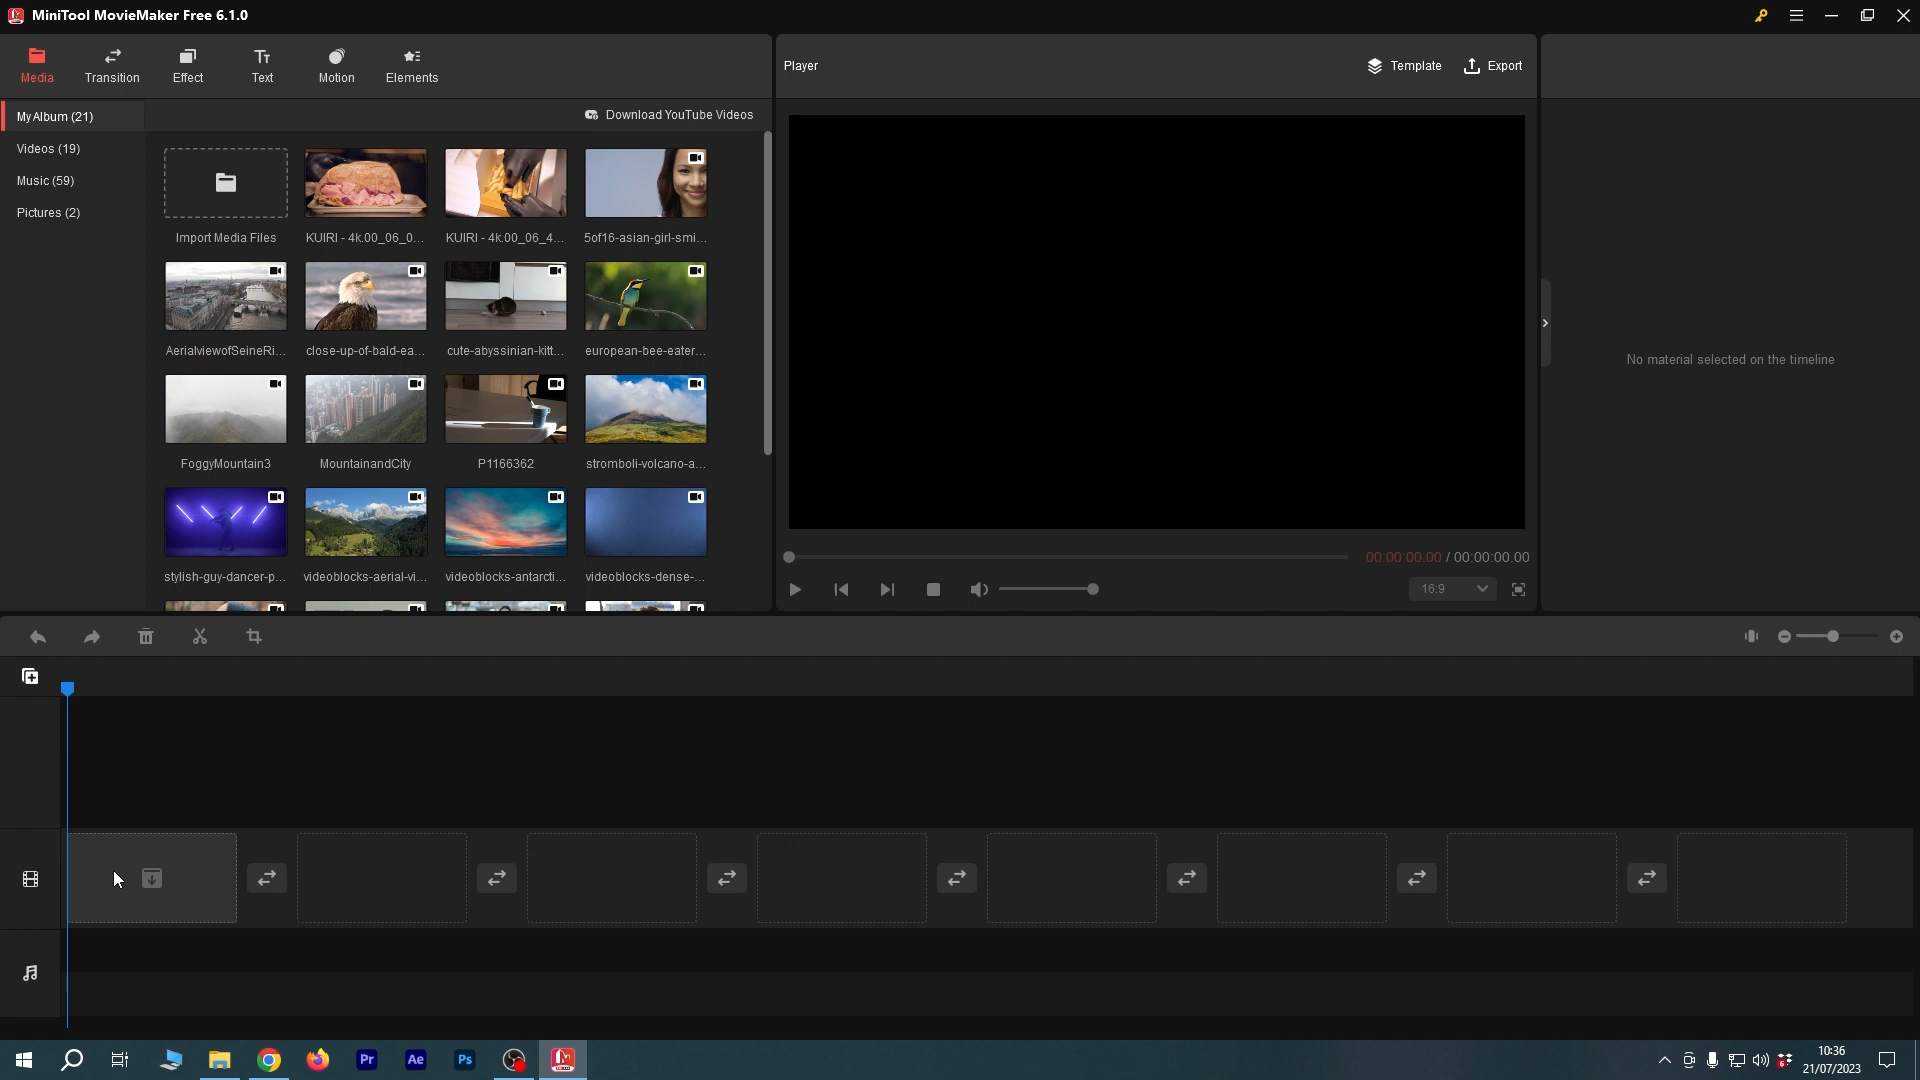 MiniTool MovieMaker Free 6.1.0
Media
Transition
Effect
Text
Motion
Elements
Player
Template
Export
My Album (21)
Download YouTube Videos
Videos (19)
Music (59)
Pictures (2)
Import Media Files
KUIRI - 4k.00_06_0...
KUIRI - 4k.00_06_4...
5of16-asian-girl-smi...
AerialviewofSeineRi...
close-up-of-bald-ea...
cute-abyssinian-kitt...
european-bee-eater...
FoggyMountain3
MountainandCity
P1166362
stromboli-volcano-a...
stylish-guy-dancer-p...
videoblocks-aerial-vi...
videoblocks-antarcti...
videoblocks-dense-...
No material selected on the timeline
00:00:00.00 / 00:00:00.00
16:9
Pr
Ae
Ps
10:36
21/07/2023